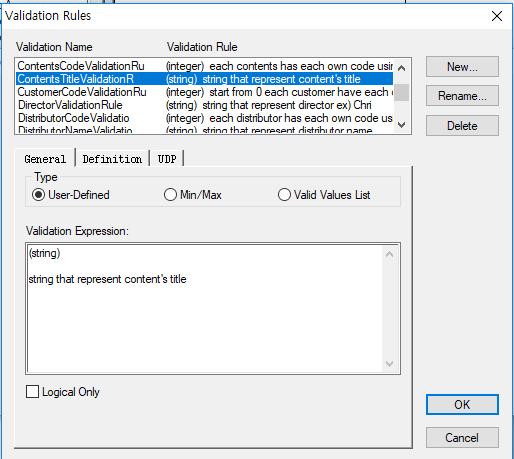 Validation Rules
Validation Name Validation Rule
ContentsCodeValidationRu (integer) each contents has each own code usin
ContentsTitleValidationR (string) string that represent content's title
CustomerCodeValidationRu (integer) start from 0 each customer have each
DirectorValidationRule (string) string that represent director ex) Chri
DistributorCodeValidatio (integer) each distributor has each own code us
DistributorNameValidatio (string) string that represent distributor name
New...
Rename...
Delete
General Definition UDP
Type
User-Defined Min/Max Valid Values List
Validation Expression:
(string)
string that represent content's title
Logical Only
OK
Cancel